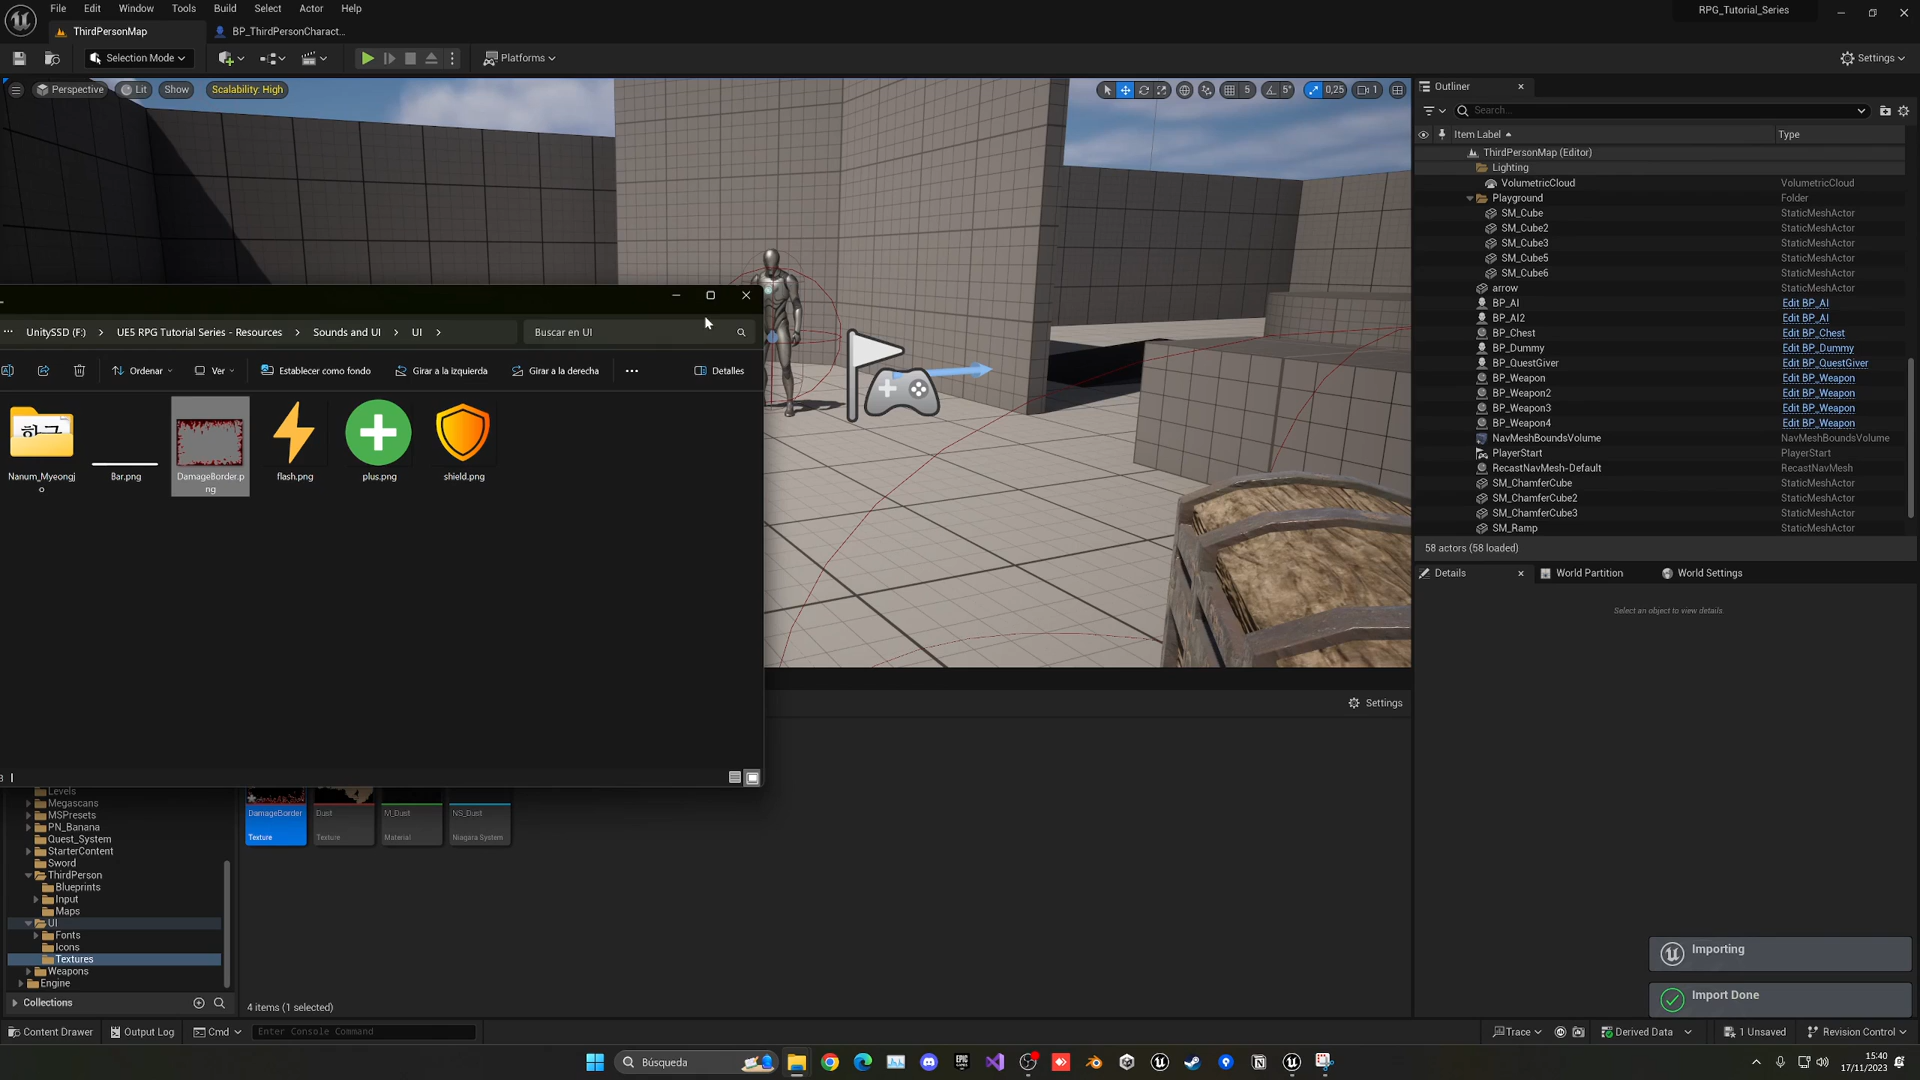 File Edit Window Tools Build Select Actor Help
RPG_Tutorial_Series
ThirdPersonMap
BP_ThirdPersonCharact...
Selection Mode
Platforms
Settings
Perspective Lit Show Scalability: High
5 5° 0,25 1
Outliner
Search...
Item Label Type
ThirdPersonMap (Editor)
Lighting
VolumetricCloud VolumetricCloud
Playground Folder
SM_Cube StaticMeshActor
SM_Cube2 StaticMeshActor
SM_Cube3 StaticMeshActor
SM_Cube5 StaticMeshActor
SM_Cube6 StaticMeshActor
arrow StaticMeshActor
BP_AI Edit BP_AI
BP_AI2 Edit BP_AI
BP_Chest Edit BP_Chest
BP_Dummy Edit BP_Dummy
BP_QuestGiver Edit BP_QuestGiver
BP_Weapon Edit BP_Weapon
BP_Weapon2 Edit BP_Weapon
BP_Weapon3 Edit BP_Weapon
BP_Weapon4 Edit BP_Weapon
NavMeshBoundsVolume NavMeshBoundsVolume
PlayerStart PlayerStart
RecastNavMesh-Default RecastNavMesh
SM_ChamferCube StaticMeshActor
SM_ChamferCube2 StaticMeshActor
SM_ChamferCube3 StaticMeshActor
SM_Ramp StaticMeshActor
58 actors (58 loaded)
Details
World Partition
World Settings
Select an object to view details.
UnitySSD (F:) UE5 RPG Tutorial Series - Resources Sounds and UI UI
Buscar en UI
Ordenar Ver Establecer como fondo Girar a la izquierda Girar a la derecha Detalles
Nanum_Myeongj
o
Bar.png
DamageBorder.p
ng
flash.png
plus.png
shield.png
Settings
Levels
Megascans
MSPresets
PN_Banana
Quest_System
StarterContent
Sword
ThirdPerson
Blueprints
Input
Maps
UI
Fonts
Icons
Textures
Weapons
Engine
Collections
DamageBorder Dust M_Dust NS_Dust
Texture Texture Material Niagara System
4 items (1 selected)
Importing
Import Done
Content Drawer Output Log Cmd Enter Console Command
Trace Derived Data 1 Unsaved Revision Control
Búsqueda
15:40
17/11/2023